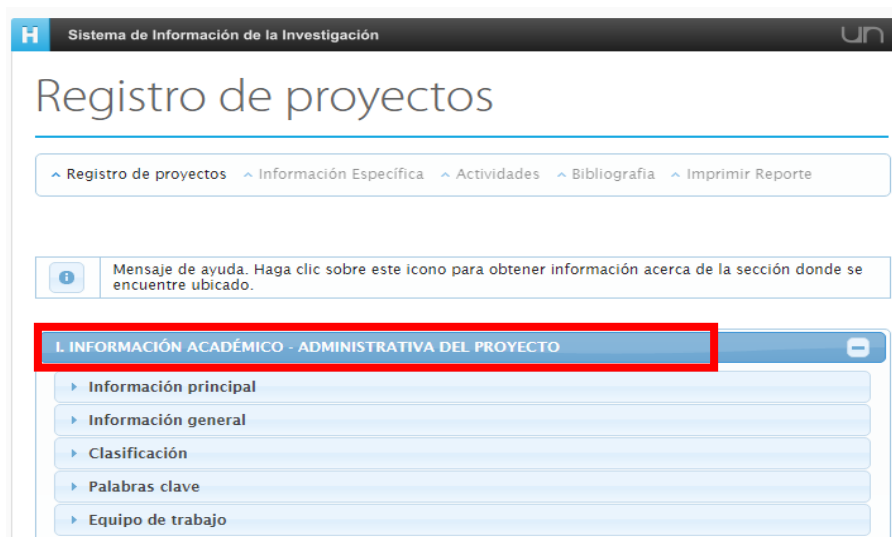 H Sistema de Información de la Investigación un
Registro de proyectos
Registro de proyectos Información Específica Actividades Bibliografia Imprimir Reporte
Mensaje de ayuda. Haga clic sobre este icono para obtener información acerca de la sección donde se
encuentre ubicado.
I. INFORMACIÓN ACADÉMICO - ADMINISTRATIVA DEL PROYECTO
Información principal
Información general
Clasificación
Palabras clave
Equipo de trabajo